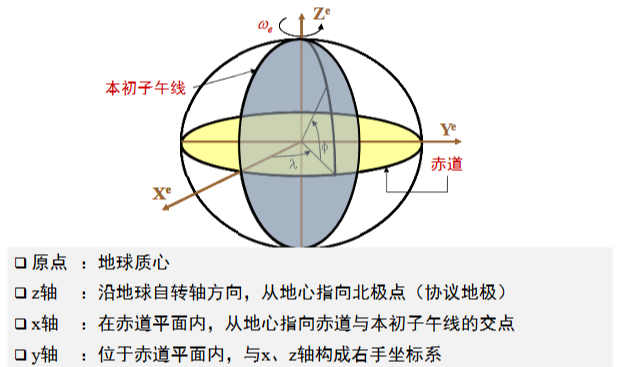 Zᵉ
ωₑ
本初子午线
Yᵉ
ϕ
赤道
λ
Xᵉ
❑ 原点 ：地球质心
❑ z轴 ：沿地球自转轴方向，从地心指向北极点（协议地极）
❑ x轴 ：在赤道平面内，从地心指向赤道与本初子午线的交点
❑ y轴 ：位于赤道平面内，与x、z轴构成右手坐标系